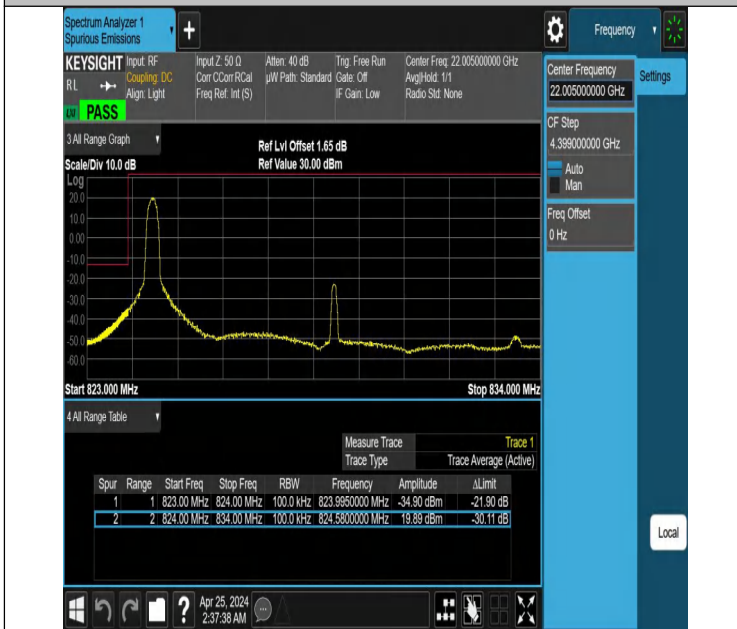 Spectrum Analyzer 1
Spurious Emissions
+
Frequency
KEYSIGHT
Input: RF
Coupling: DC
Align: Light
Input Z: 50 Ω
Corr CCorr RCal
Freq Ref: Int (S)
Atten: 40 dB
µW Path: Standard
Trig: Free Run
Gate: Off
IF Gain: Low
Center Freq: 22.005000000 GHz
Avg|Hold: 1/1
Radio Std: None
RL
PASS
Center Frequency
22.005000000 GHz
Settings
CF Step
4.399000000 GHz
Auto
Man
Freq Offset
0 Hz
3 All Range Graph
Ref Lvl Offset 1.65 dB
Scale/Div 10.0 dB
Ref Value 30.00 dBm
Log
20.0
10.0
0.00
-10.0
-20.0
-30.0
-40.0
-50.0
-60.0
Start 823.000 MHz
Stop 834.000 MHz
4 All Range Table
Measure Trace Trace 1
Trace Type Trace Average (Active)
Spur Range Start Freq Stop Freq RBW Frequency Amplitude ΔLimit
1 1 823.00 MHz 824.00 MHz 100.0 kHz 823.9950000 MHz -34.90 dBm -21.90 dB
2 2 824.00 MHz 834.00 MHz 100.0 kHz 824.5800000 MHz 19.89 dBm -30.11 dB
Local
?
Apr 25, 2024
2:37:38 AM